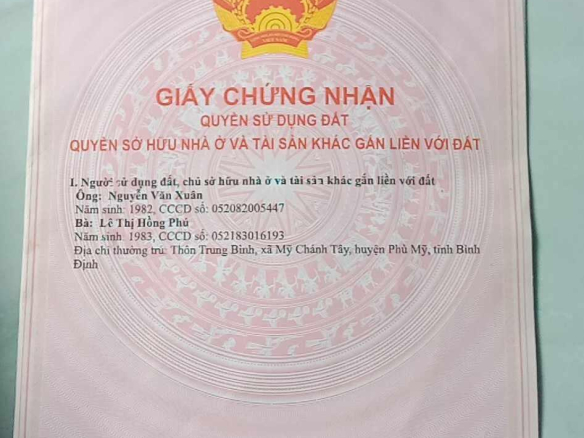 GIẤY CHỨNG NHẬN
QUYỀN SỬ DỤNG ĐẤT
QUYỀN SỞ HỮU NHÀ Ở VÀ TÀI SẢN KHÁC GẮN LIỀN VỚI ĐẤT
I. Người sử dụng đất, chủ sở hữu nhà ở và tài sản khác gắn liền với đất
Ông: Nguyễn Văn Xuân
Năm sinh: 1982, CCCD số: 052082005447
Bà: Lê Thị Hồng Phú
Năm sinh: 1983, CCCD số: 052183016193
Địa chỉ thường trú: Thôn Trung Bình, xã Mỹ Chánh Tây, huyện Phù Mỹ, tỉnh Bình
Định